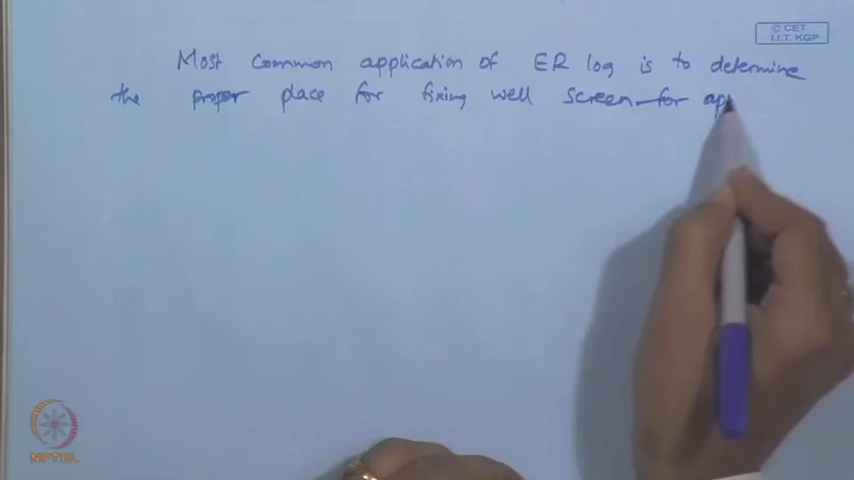 © CET
I.I.T. KGP
Most common application of ER log is to determine
the proper place for fixing well screen for ap
NPTEL